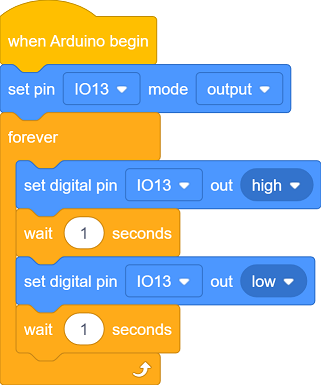 when Arduino begin
set pin IO13 mode output
forever
set digital pin IO13 out high
wait 1 seconds
set digital pin IO13 out low
wait 1 seconds